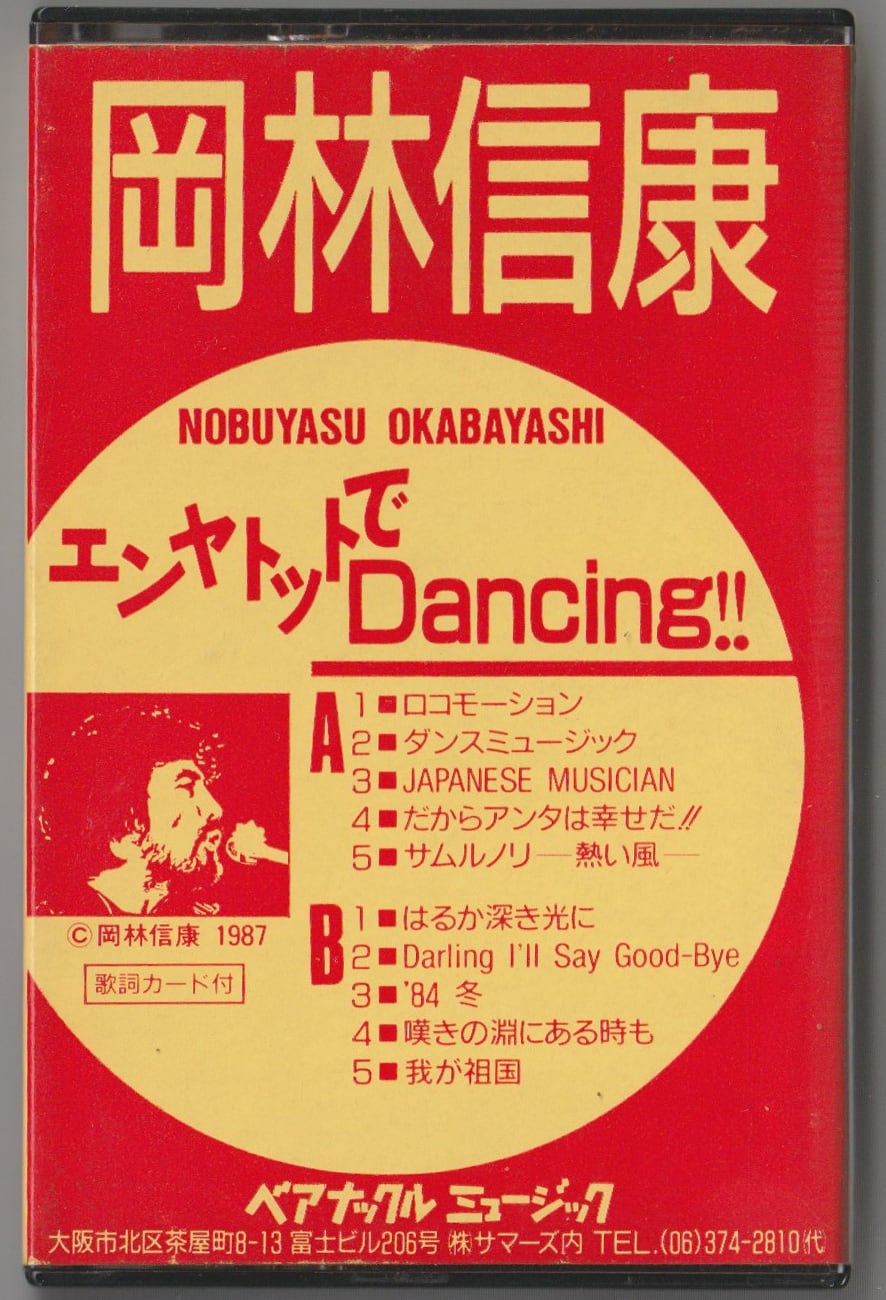 岡林信康
NOBUYASU OKABAYASHI
エンヤトットで
Dancing!!
A
1■ロコモーション
2■ダンスミュージック
3■JAPANESE MUSICIAN
4■だからアンタは幸せだ!!
5■サムルノリ―熱い風―
B
1■はるか深き光に
2■Darling I'll Say Good-Bye
3■'84 冬
4■嘆きの淵にある時も
5■我が祖国
©岡林信康 1987
歌詞カード付
ベアナックル ミュージック
大阪市北区茶屋町8-13 富士ビル206号 ㈱サマーズ内 TEL.(06)374-2810㈹